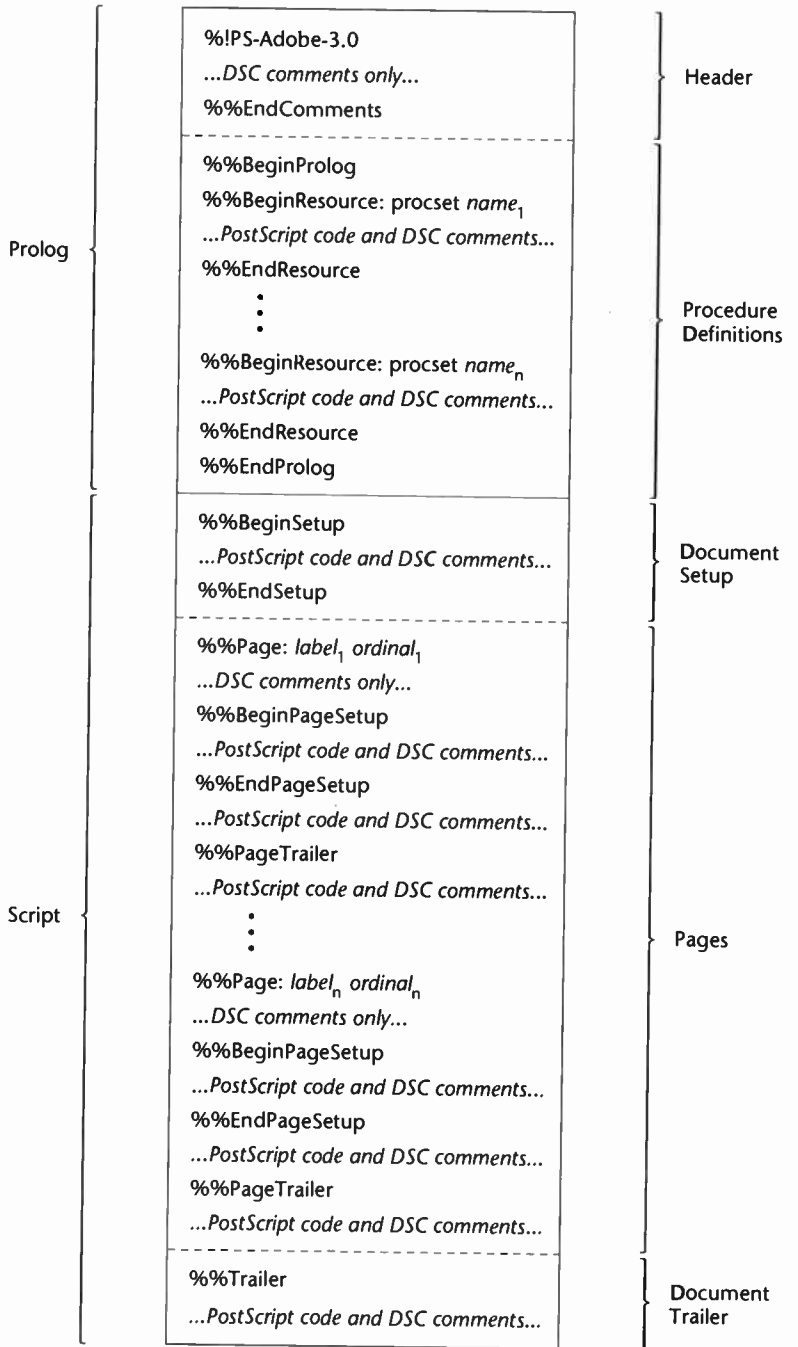 %!PS-Adobe-3.0
...DSC comments only...
%%EndComments
Header
%%BeginProlog
%%BeginResource: procset name1
...PostScript code and DSC comments...
%%EndResource
Prolog
%%BeginResource: procset namen
...PostScript code and DSC comments...
%%EndResource
%%EndProlog
Procedure
Definitions
%%BeginSetup
...PostScript code and DSC comments...
%%EndSetup
Document
Setup
%%Page: label1 ordinal1
...DSC comments only...
%%BeginPageSetup
...PostScript code and DSC comments...
%%EndPageSetup
...PostScript code and DSC comments...
%%PageTrailer
...PostScript code and DSC comments...
Script
Pages
%%Page: labeln ordinaln
...DSC comments only...
%%BeginPageSetup
...PostScript code and DSC comments...
%%EndPageSetup
...PostScript code and DSC comments...
%%PageTrailer
...PostScript code and DSC comments...
%%Trailer
...PostScript code and DSC comments...
Document
Trailer